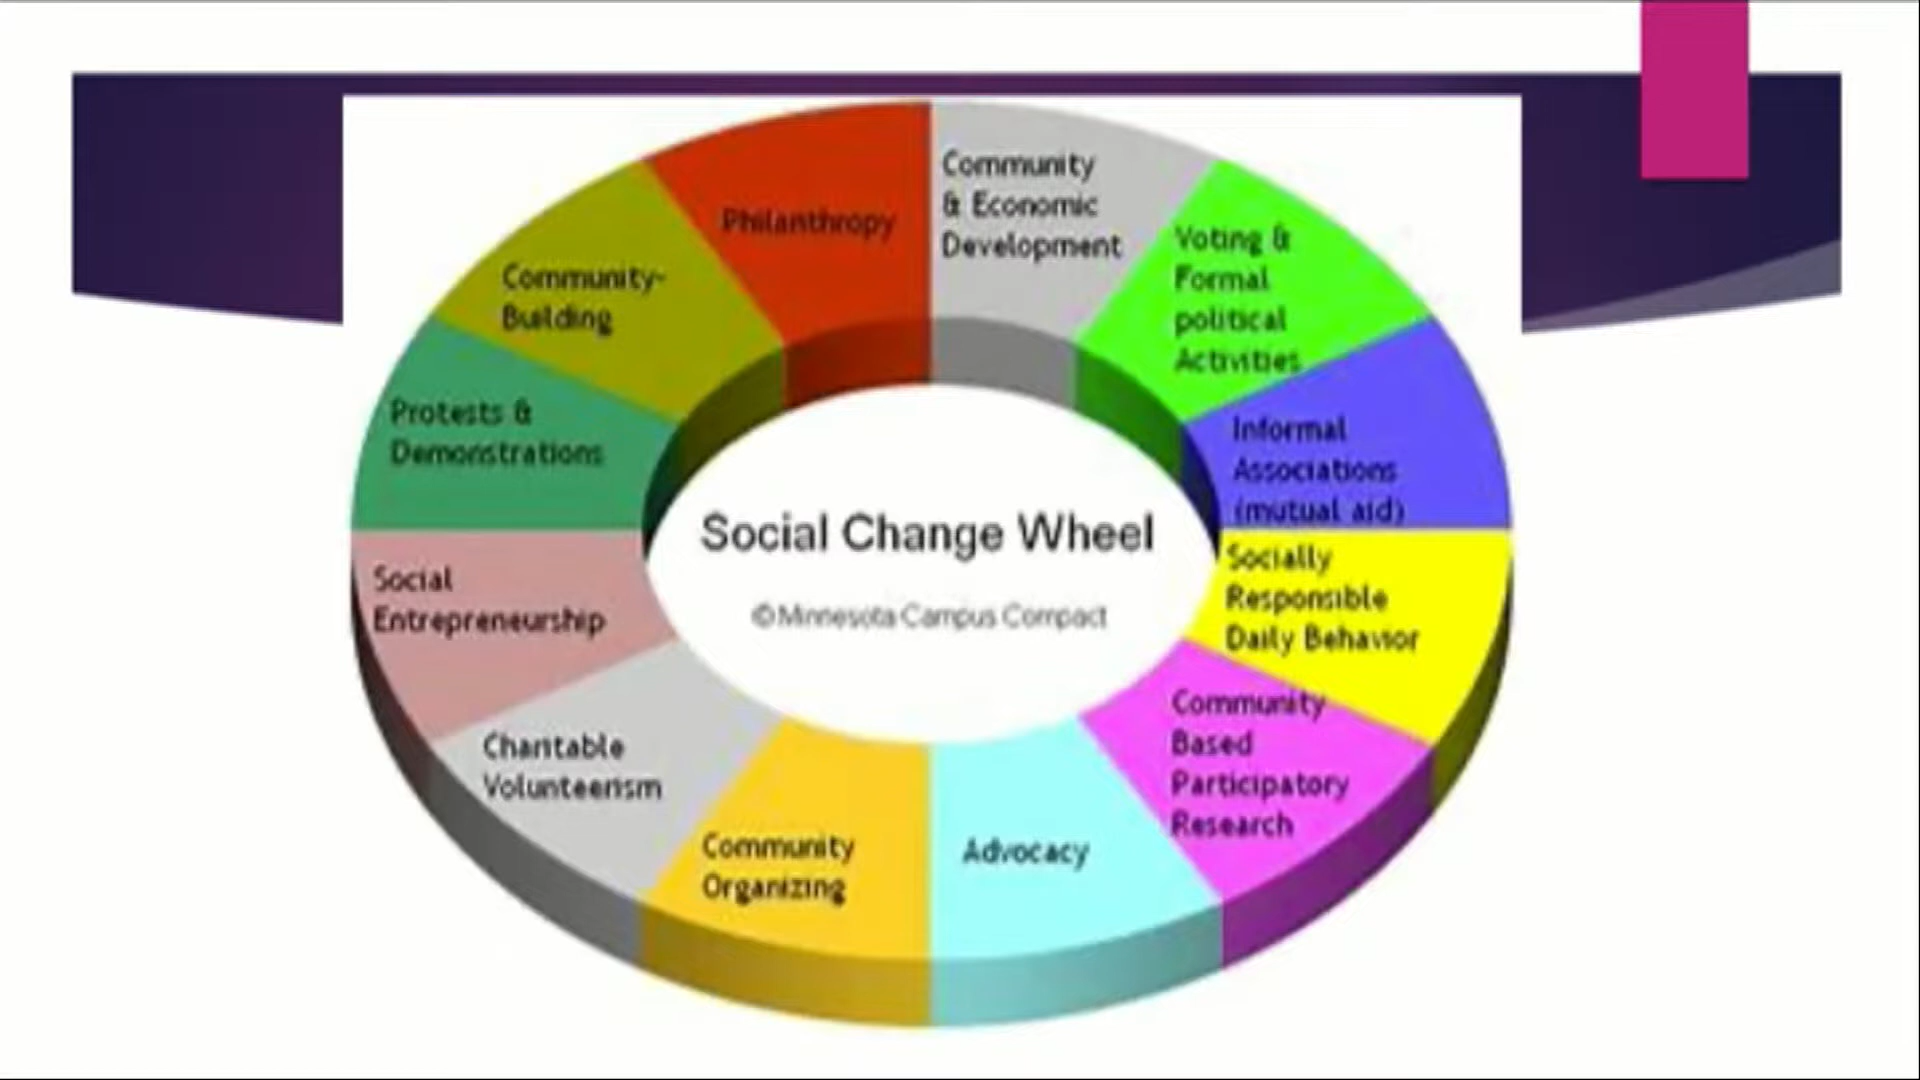 Philanthropy
Community
& Economic
Development
Voting &
Formal
political
Activities
Informal
Associations
(mutual aid)
Socially
Responsible
Daily Behavior
Community
Based
Participatory
Research
Advocacy
Community
Organizing
Charitable
Volunteerism
Social
Entrepreneurship
Protests &
Demonstrations
Community-
Building
Social Change Wheel
©Minnesota Campus Compact